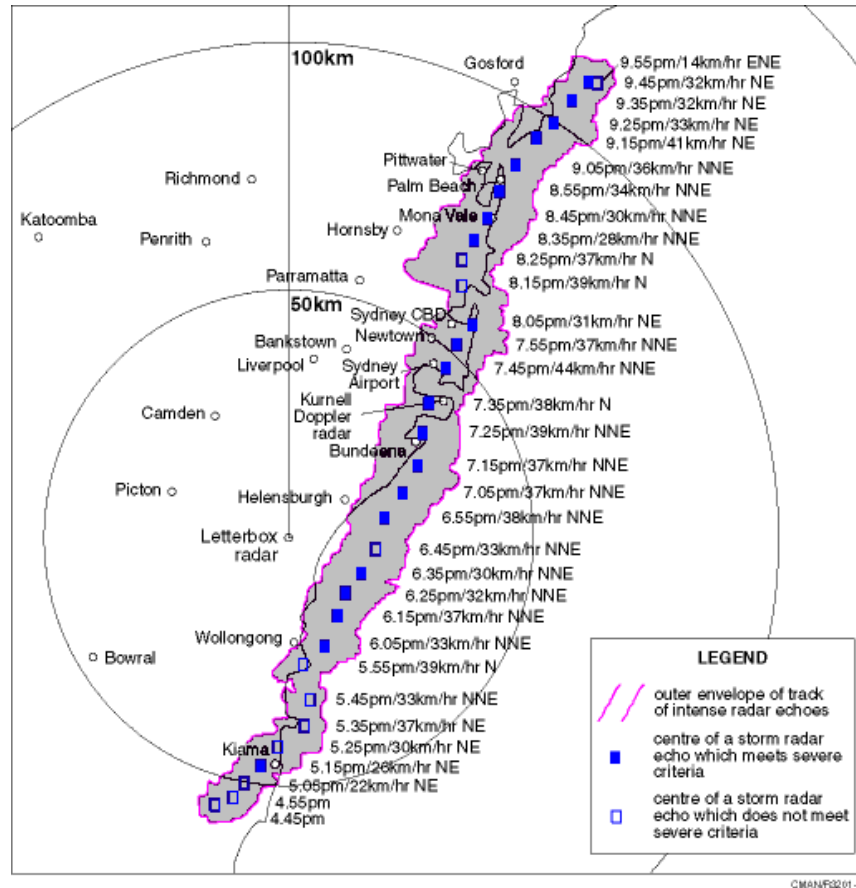 100km
Gosford
9.55pm/14km/hr ENE
9.45pm/32km/hr NE
9.35pm/32km/hr NE
9.25pm/33km/hr NE
9.15pm/41km/hr NE
Pittwater
9.05pm/36km/hr NNE
Richmond
Palm Beach
8.55pm/34km/hr NNE
Katoomba
Mona Vale
8.45pm/30km/hr NNE
Penrith
Hornsby
8.35pm/28km/hr NNE
8.25pm/37km/hr N
Parramatta
8.15pm/39km/hr N
50km
Sydney CBD
8.05pm/31km/hr NE
Bankstown
Newtown
7.55pm/37km/hr NNE
Liverpool
Sydney
Airport
7.45pm/44km/hr NNE
Kurnell
Doppler
radar
7.35pm/38km/hr N
Camden
7.25pm/39km/hr NNE
Bundeena
7.15pm/37km/hr NNE
Picton
Helensburgh
7.05pm/37km/hr NNE
6.55pm/38km/hr NNE
Letterbox
radar
6.45pm/33km/hr NNE
6.35pm/30km/hr NNE
6.25pm/32km/hr NNE
6.15pm/37km/hr NNE
Wollongong
6.05pm/33km/hr NNE
Bowral
5.55pm/39km/hr N
5.45pm/33km/hr NNE
5.35pm/37km/hr NE
Kiama
5.25pm/30km/hr NE
5.15pm/26km/hr NE
5.05pm/22km/hr NE
4.55pm
4.45pm
LEGEND
outer envelope of track
of intense radar echoes
centre of a storm radar
echo which meets severe
criteria
centre of a storm radar
echo which does not meet
severe criteria